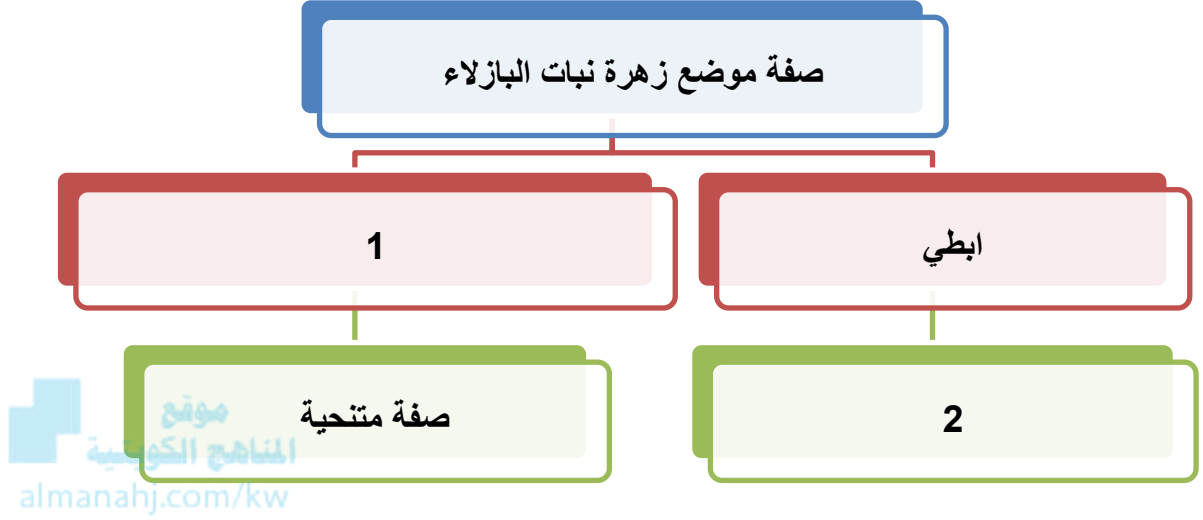 صفة موضع زهرة نبات البازلاء
ابطي
1
2
صفة متنحية
موقع
المناهج الكويتية
almanahj.com/kw